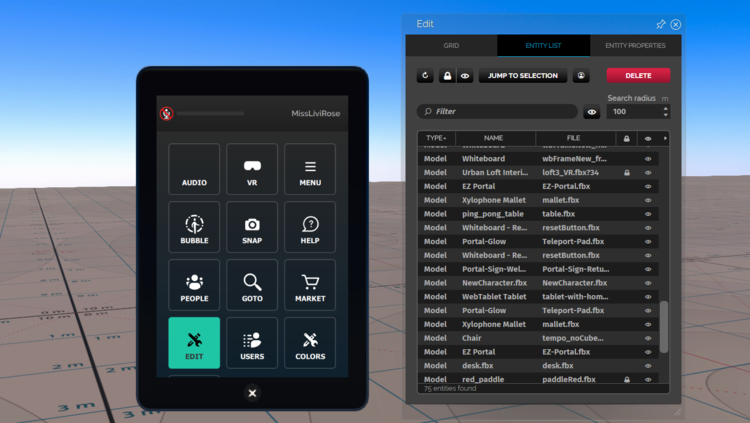 Edit
GRID
ENTITY LIST
ENTITY PROPERTIES
JUMP TO SELECTION
DELETE
Search radius m
Filter
100
TYPE NAME FILE
Model Whiteboard
Model Whiteboard wbFrameNew_fr...
Model Urban Loft Interi... loft3_VR.fbx?34
Model EZ Portal EZ-Portal.fbx
Model Xylophone Mallet mallet.fbx
Model ping_pong_table table.fbx
Model Whiteboard - Re... resetButton.fbx
Model Portal-Glow Teleport-Pad.fbx
Model Whiteboard - Re... resetButton.fbx
Model Portal-Sign-Wel... Portal-Sign-Retu...
Model NewCharacter.fbx NewCharacter.fbx
Model WebTablet Tablet tablet-with-hom...
Model Portal-Glow Teleport-Pad.fbx
Model Xylophone Mallet mallet.fbx
Model Chair tempo_noCube...
Model EZ Portal EZ-Portal.fbx
Model desk.fbx desk.fbx
Model red_paddle paddleRed.fbx
75 entities found
MissLiviRose
AUDIO
VR
MENU
BUBBLE
SNAP
HELP
PEOPLE
GOTO
MARKET
EDIT
USERS
COLORS
1 m
1 m
2 m
2 m
3 m
3 m